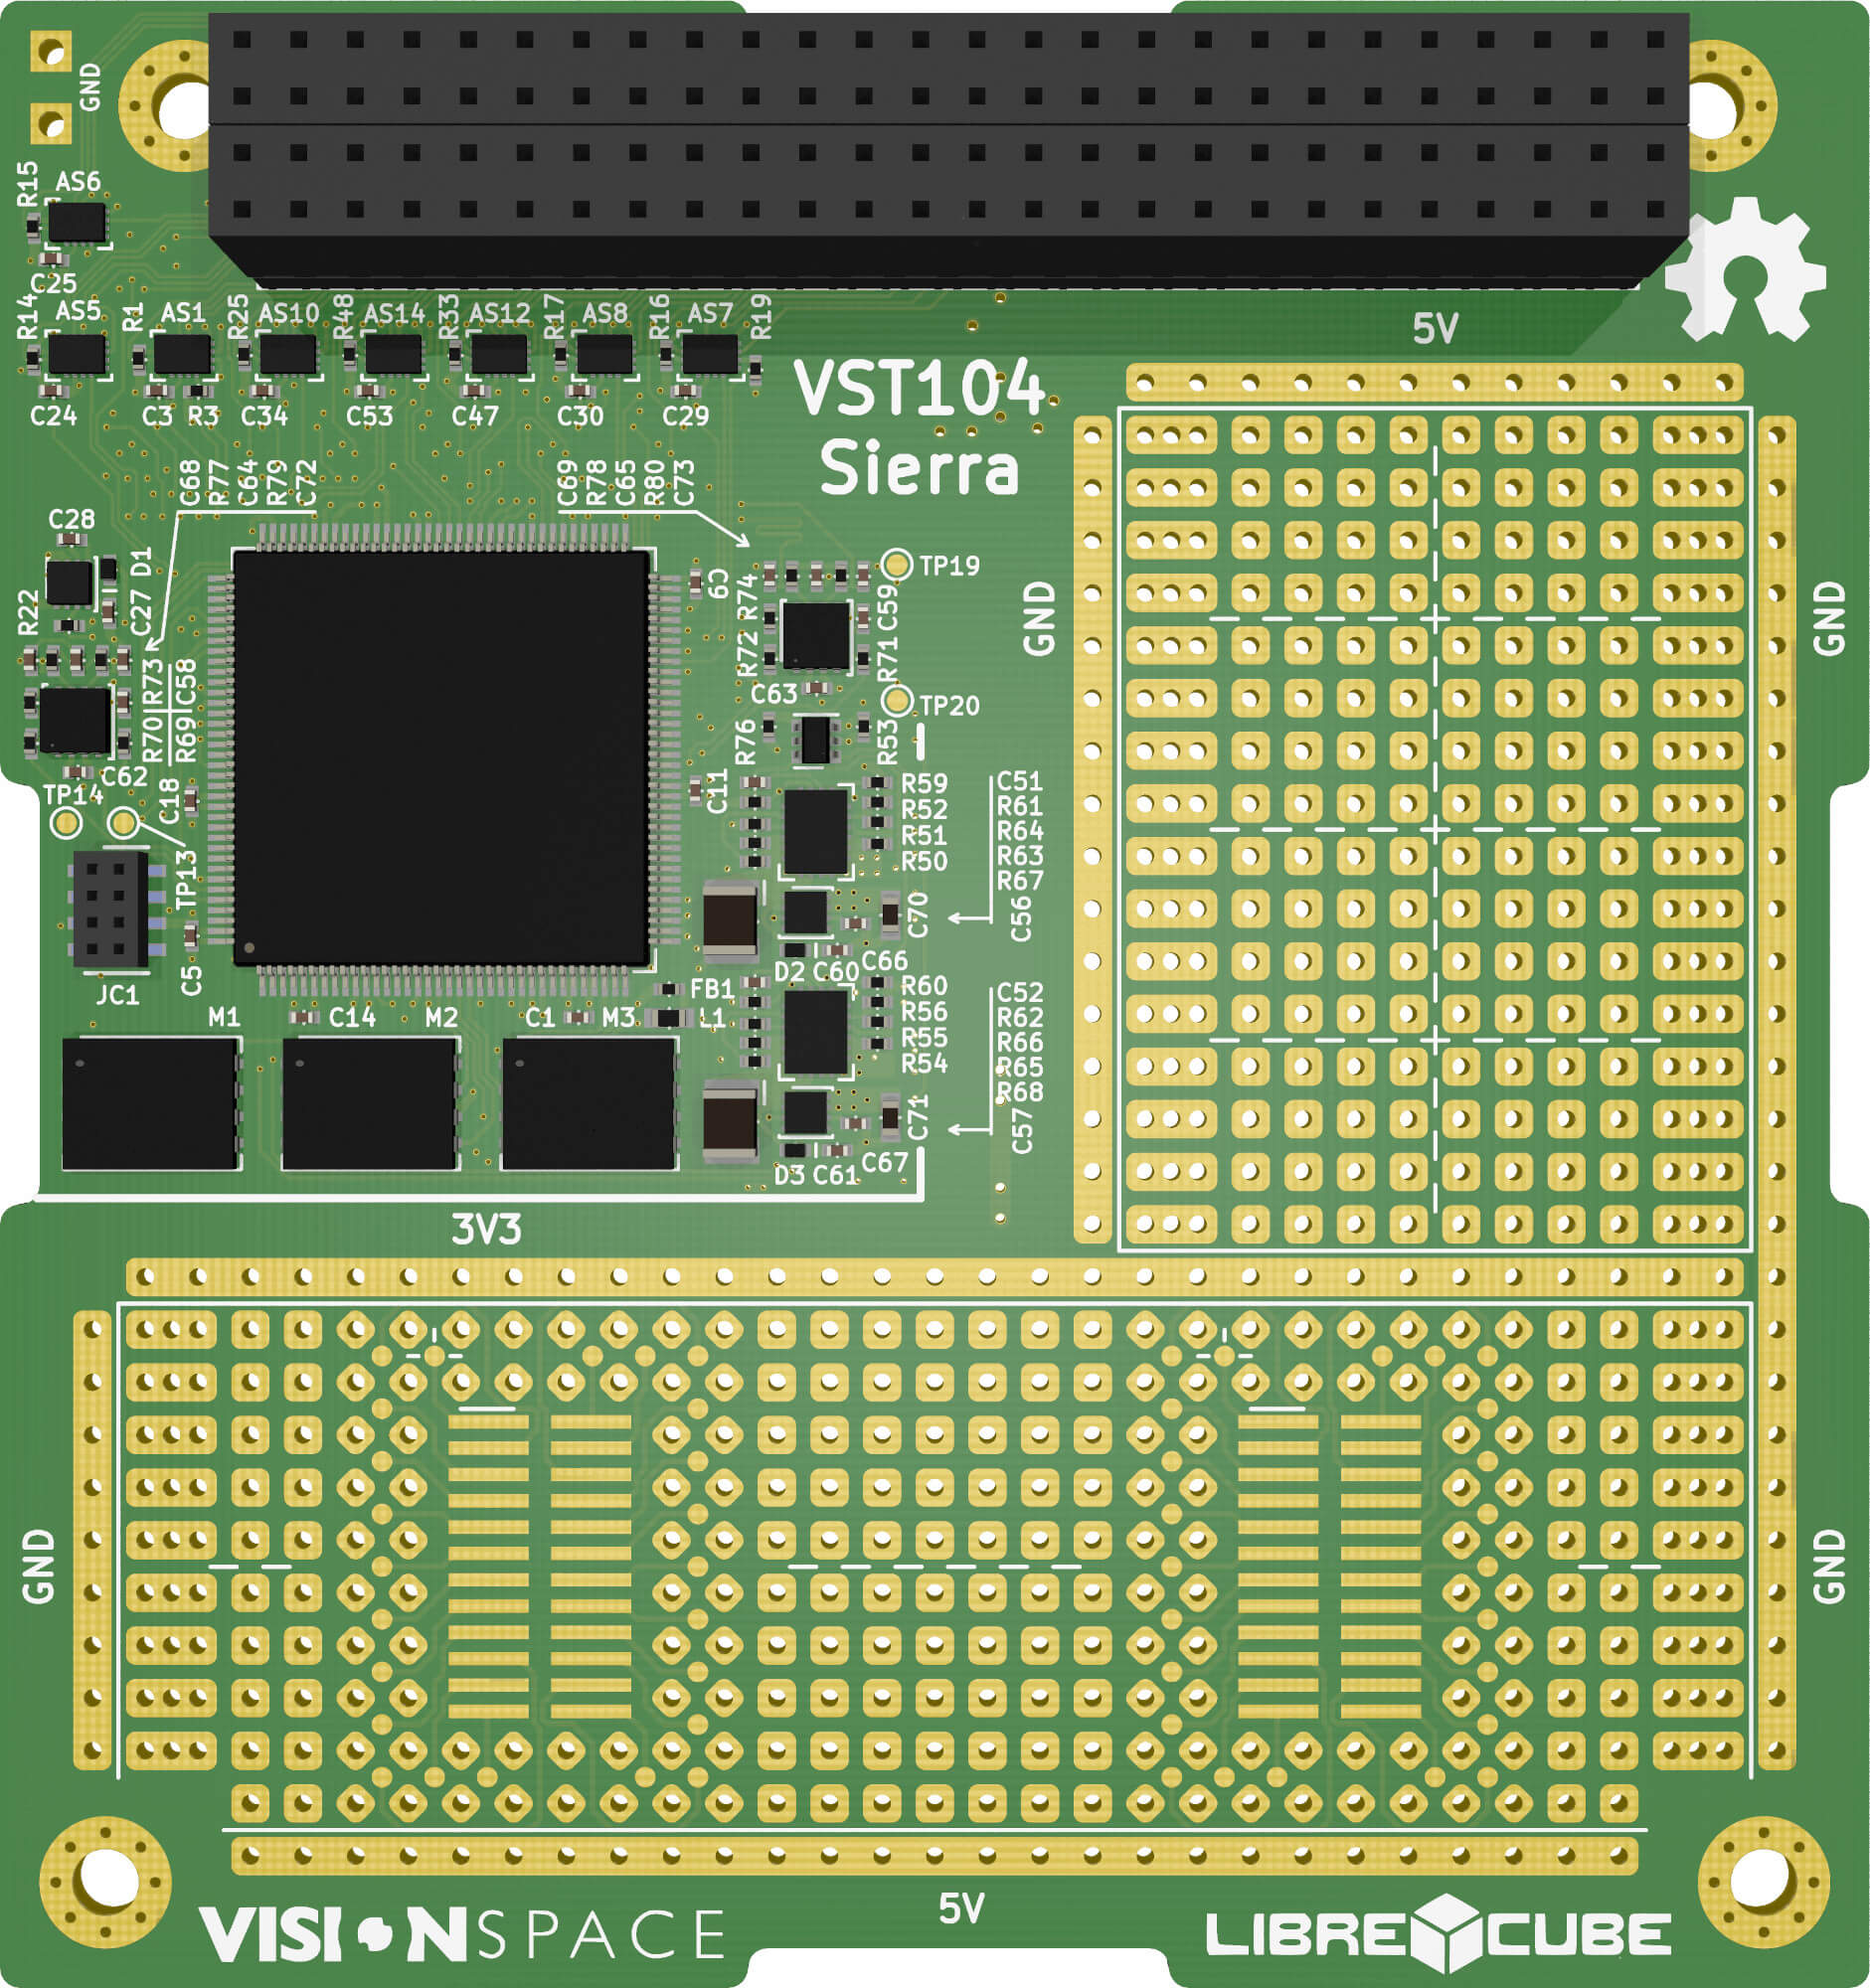 GND
R15
AS6
C25
R14
AS5
R1
AS1
R25
AS10
R48
AS14
R33
AS12
R17
AS8
R16
AS7
R19
C24
C3
R3
C34
C53
C47
C30
C29
5V
VST104
Sierra
C68
R77
C64
R79
C72
C69
R78
C65
R80
C73
C28
D1
R22
C27
C9
R74
C59
TP19
R72
R71
C63
TP20
R73
C58
R70
R69
C62
R76
R53
GND
GND
TP14
C18
TP13
C11
R59
R52
R51
R50
C51
R61
R64
R63
R67
C56
C70
D2
C60
C66
JC1
C5
FB1
L1
R60
R56
R55
R54
C52
R62
R66
R65
R68
C57
M1
C14
M2
C1
M3
C71
D3
C61
C67
3V3
GND
GND
5V
VISIONSPACE
LIBRECUBE